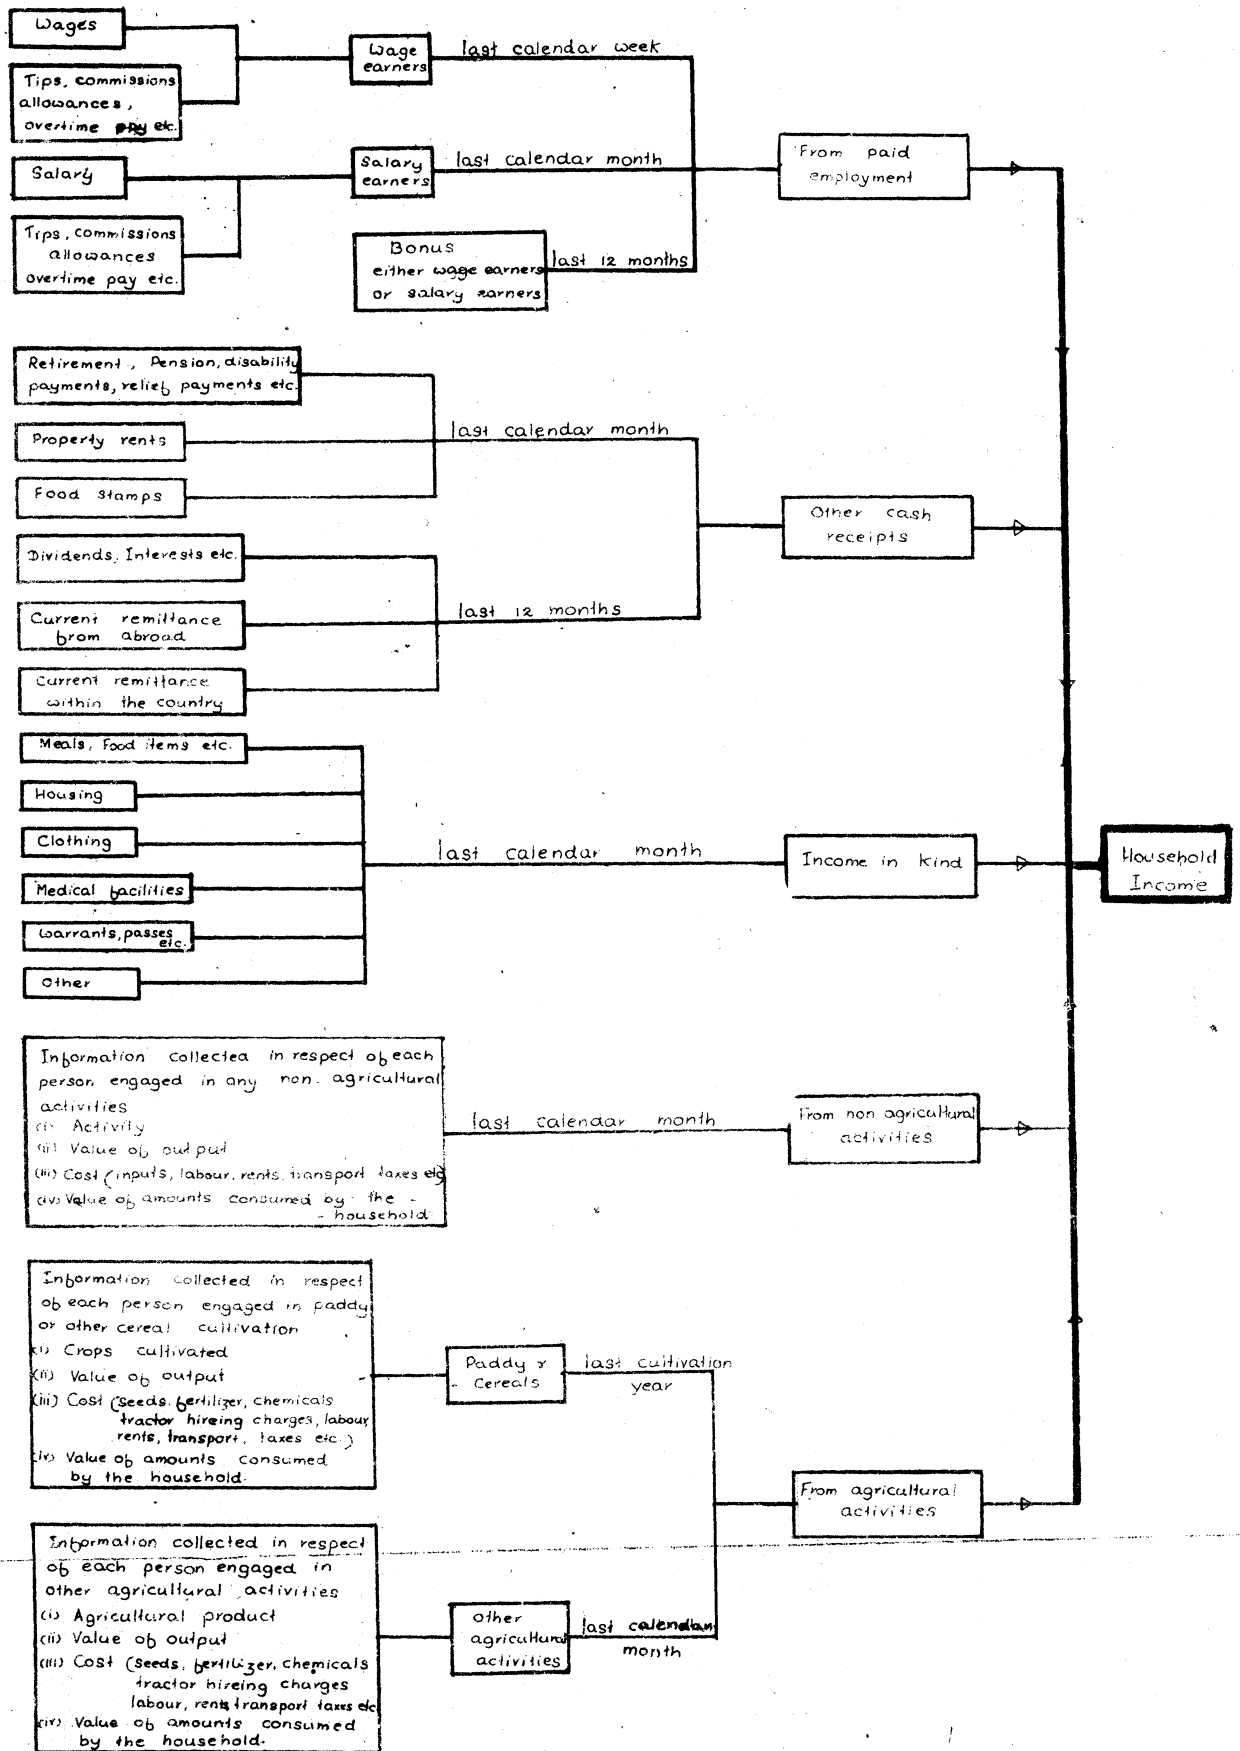 Wages
Tips, commissions
allowances,
overtime pay etc.
Wage
earners
last calendar week
Salary
Tips, commissions
allowances
overtime pay etc.
Salary
earners
last calendar month
Bonus
either wage earners
or salary earners
last 12 months
From paid
employment
Retirement, Pension, disability
payments, relief payments etc.
Property rents
Food stamps
last calendar month
Dividends, Interests etc.
Current remittance
from abroad
Current remittance
within the country
last 12 months
Other cash
receipts
Meals, Food items etc.
Housing
Clothing
Medical facilities
Warrants, passes
etc.
Other
last calendar month
Income in kind
Household
Income
Information collected in respect of each
person engaged in any non. agricultural
activities
(i) Activity
(ii) Value of output
(iii) Cost (inputs, labour, rents, transport taxes etc
(iv) Value of amounts consumed by the -
- household
last calendar month
From non agricultural
activities
Information collected in respect
of each person engaged in paddy
or other cereal cultivation
(i) Crops cultivated
(ii) Value of output
(iii) Cost (seeds, fertilizer, chemicals
tractor hireing charges, labour
rents, transport, taxes etc.)
(iv) Value of amounts consumed
by the household.
Paddy &
Cereals
last cultivation
year
From agricultural
activities
Information collected in respect
of each person engaged in
other agricultural activities
(i) Agricultural product
(ii) Value of output
(iii) Cost (seeds, fertilizer, chemicals
tractor hireing charges
labour, rents transport taxes etc
(iv) Value of amounts consumed
by the household.
Other
agricultural
activities
last calendar
month